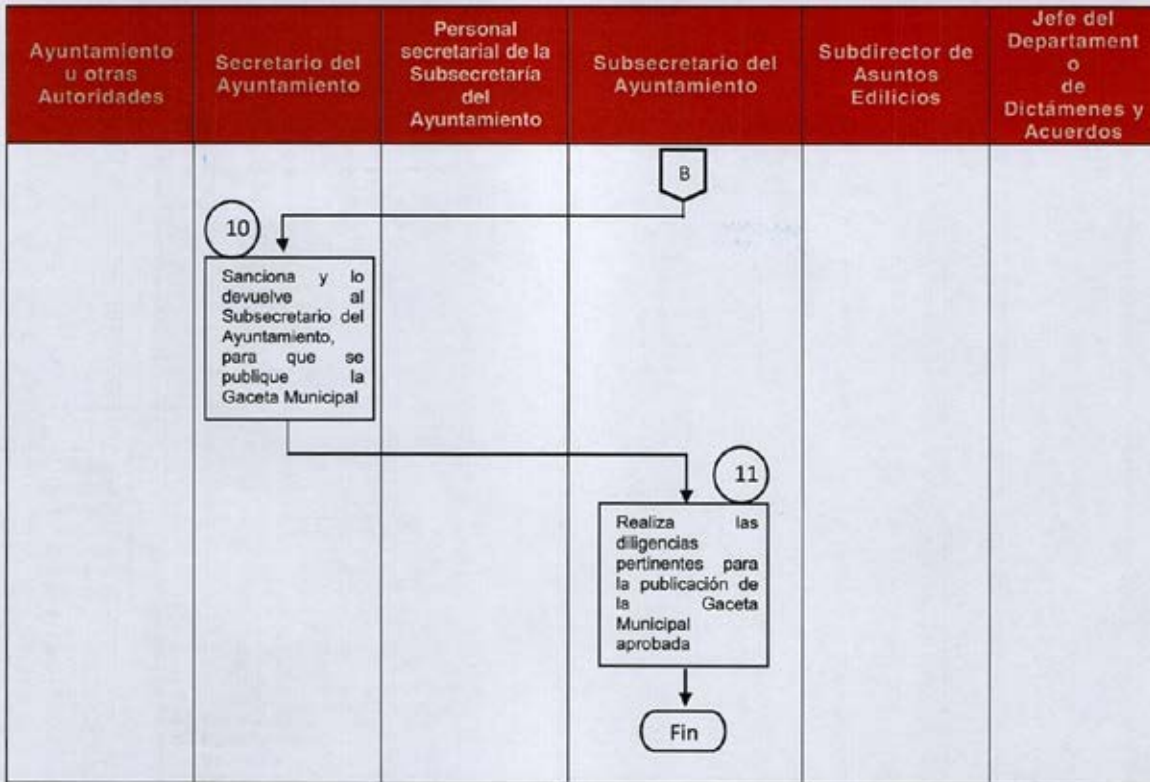 Ayuntamiento
u otras
Autoridades
Secretario del
Ayuntamiento
Personal
secretarial de la
Subsecretaría
del
Ayuntamiento
Subsecretario del
Ayuntamiento
Subdirector de
Asuntos
Edilicios
Jefe del
Departament
o
de
Dictámenes y
Acuerdos
B
10
Sanciona y lo
devuelve al
Subsecretario del
Ayuntamiento,
para que se
publique la
Gaceta Municipal
11
Realiza las
diligencias
pertinentes para
la publicación de
la Gaceta
Municipal
aprobada
Fin